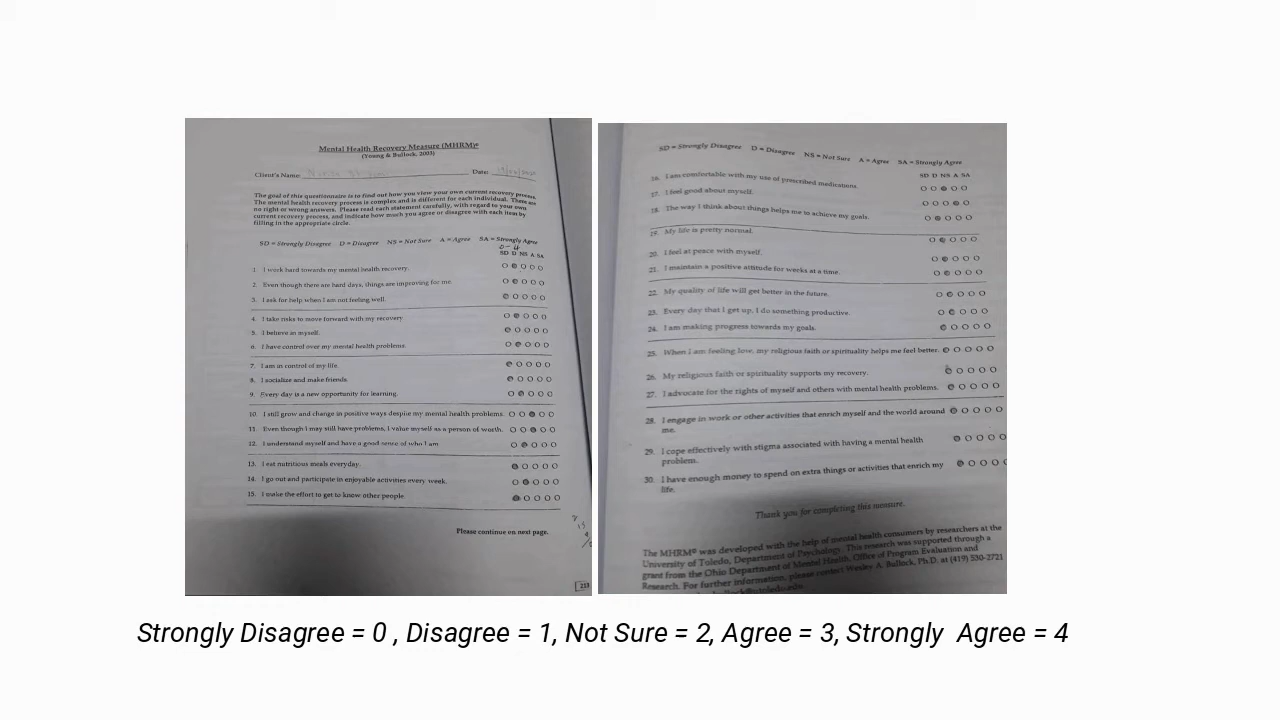 Mental Health Recovery Measure (MHRM)©
(Young & Bullock, 2003)
Client's Name:
Date:
The goal of this questionnaire is to find out how you view your own current recovery process.
The mental health recovery process is complex and is different for each individual. There are
no right or wrong answers. Please read each statement carefully, with regard to your own
current recovery process, and indicate how much you agree or disagree with each item by
filling in the appropriate circle.
SD = Strongly Disagree D = Disagree NS = Not Sure A = Agree SA = Strongly Agree
0-4
SD D NS A SA
1. I work hard towards my mental health recovery.
2. Even though there are hard days, things are improving for me.
3. I ask for help when I am not feeling well.
4. I take risks to move forward with my recovery
5. I believe in myself.
6. I have control over my mental health problems.
7. I am in control of my life.
8. I socialize and make friends.
9. Every day is a new opportunity for learning.
10. I still grow and change in positive ways despite my mental health problems.
11. Even though I may still have problems, I value myself as a person of worth.
12. I understand myself and have a good sense of who I am
13. I eat nutritious meals everyday.
14. I go out and participate in enjoyable activities every week.
15. I make the effort to get to know other people
Please continue on next page.
213
SD = Strongly Disagree D = Disagree NS = Not Sure A = Agree SA = Strongly Agree
SD D NS A SA
16. I am comfortable with my use of prescribed medications.
17. I feel good about myself.
18. The way I think about things helps me to achieve my goals.
19. My life is pretty normal.
20. I feel at peace with myself.
21. I maintain a positive attitude for weeks at a time.
22. My quality of life will get better in the future.
23. Every day that I get up, I do something productive.
24. I am making progress towards my goals.
25. When I am feeling low, my religious faith or spirituality helps me feel better.
26. My religious faith or spirituality supports my recovery.
27. I advocate for the rights of myself and others with mental health problems.
28. I engage in work or other activities that enrich myself and the world around
me.
29. I cope effectively with stigma associated with having a mental health
problem.
30. I have enough money to spend on extra things or activities that enrich my
life.
Thank you for completing this measure.
The MHRM© was developed with the help of mental health consumers by researchers at the
University of Toledo, Department of Psychology. This research was supported through a
grant from the Ohio Department of Mental Health, Office of Program Evaluation and
Research. For further information, please contact Wesley A. Bullock, Ph.D. at (419) 530-2721
Strongly Disagree = 0 , Disagree = 1, Not Sure = 2, Agree = 3, Strongly Agree = 4